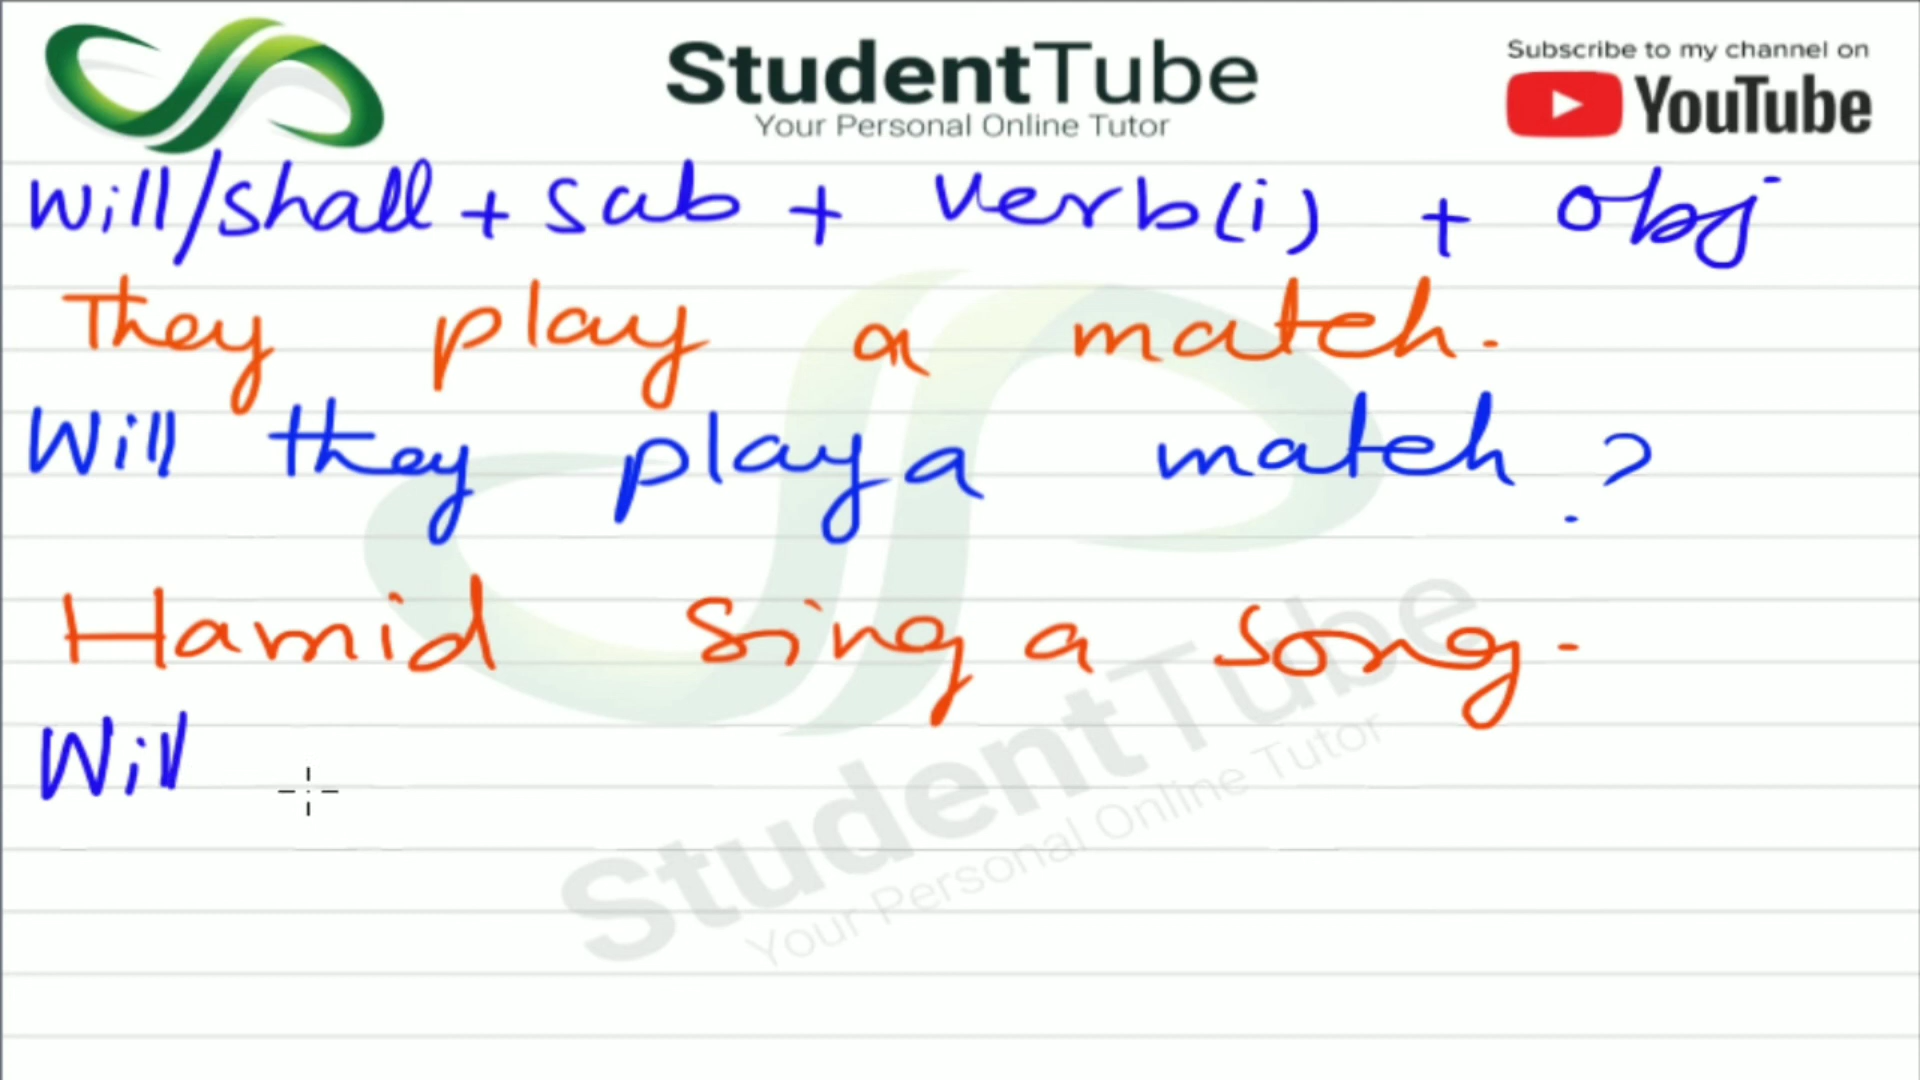 StudentTube
Your Personal Online Tutor
Subscribe to my channel on
YouTube
Will/shall + Sub + verb(i) + obj
They play a match.
Will they play a match ?
Hamid Sing a Song.
Will
StudentTube
Your Personal Online Tutor